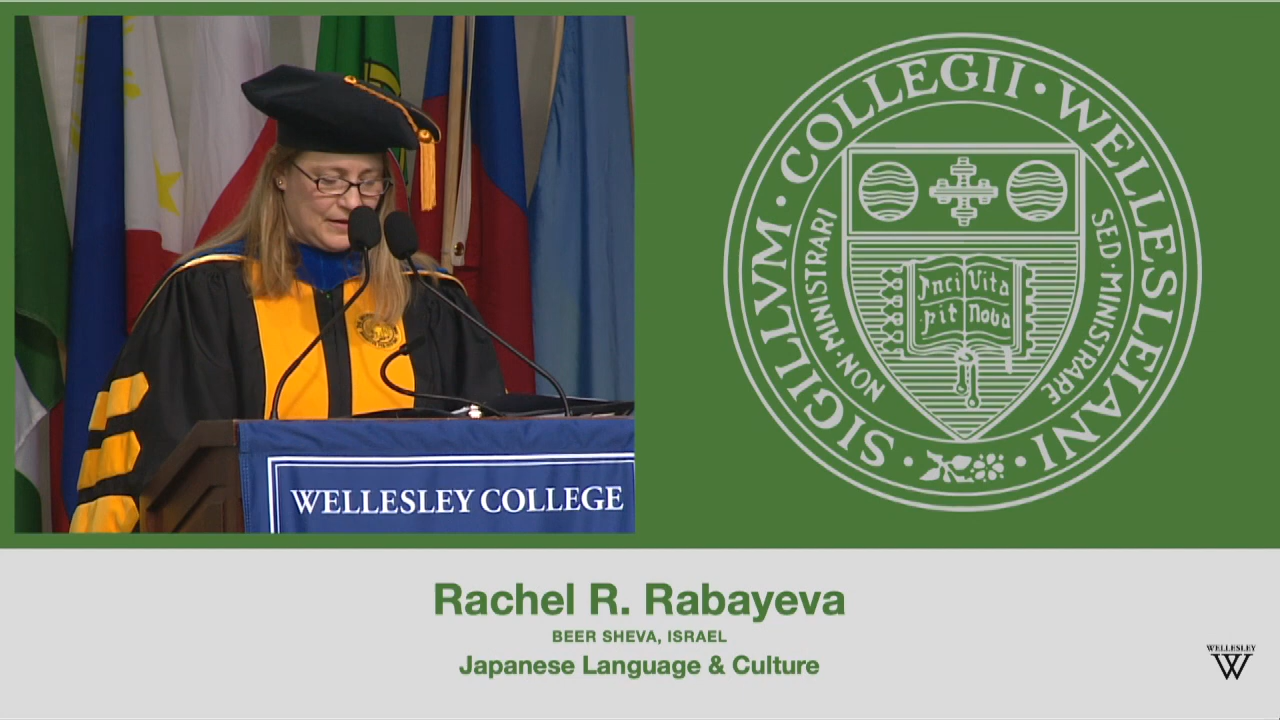 WELLESLEY COLLEGE
SIGILLVM · COLLEGII · WELLESLEIANI
NON · MINISTRARI
SED · MINISTRARE
Inci Vita
pit Nova
Rachel R. Rabayeva
BEER SHEVA, ISRAEL
Japanese Language & Culture
WELLESLEY
W